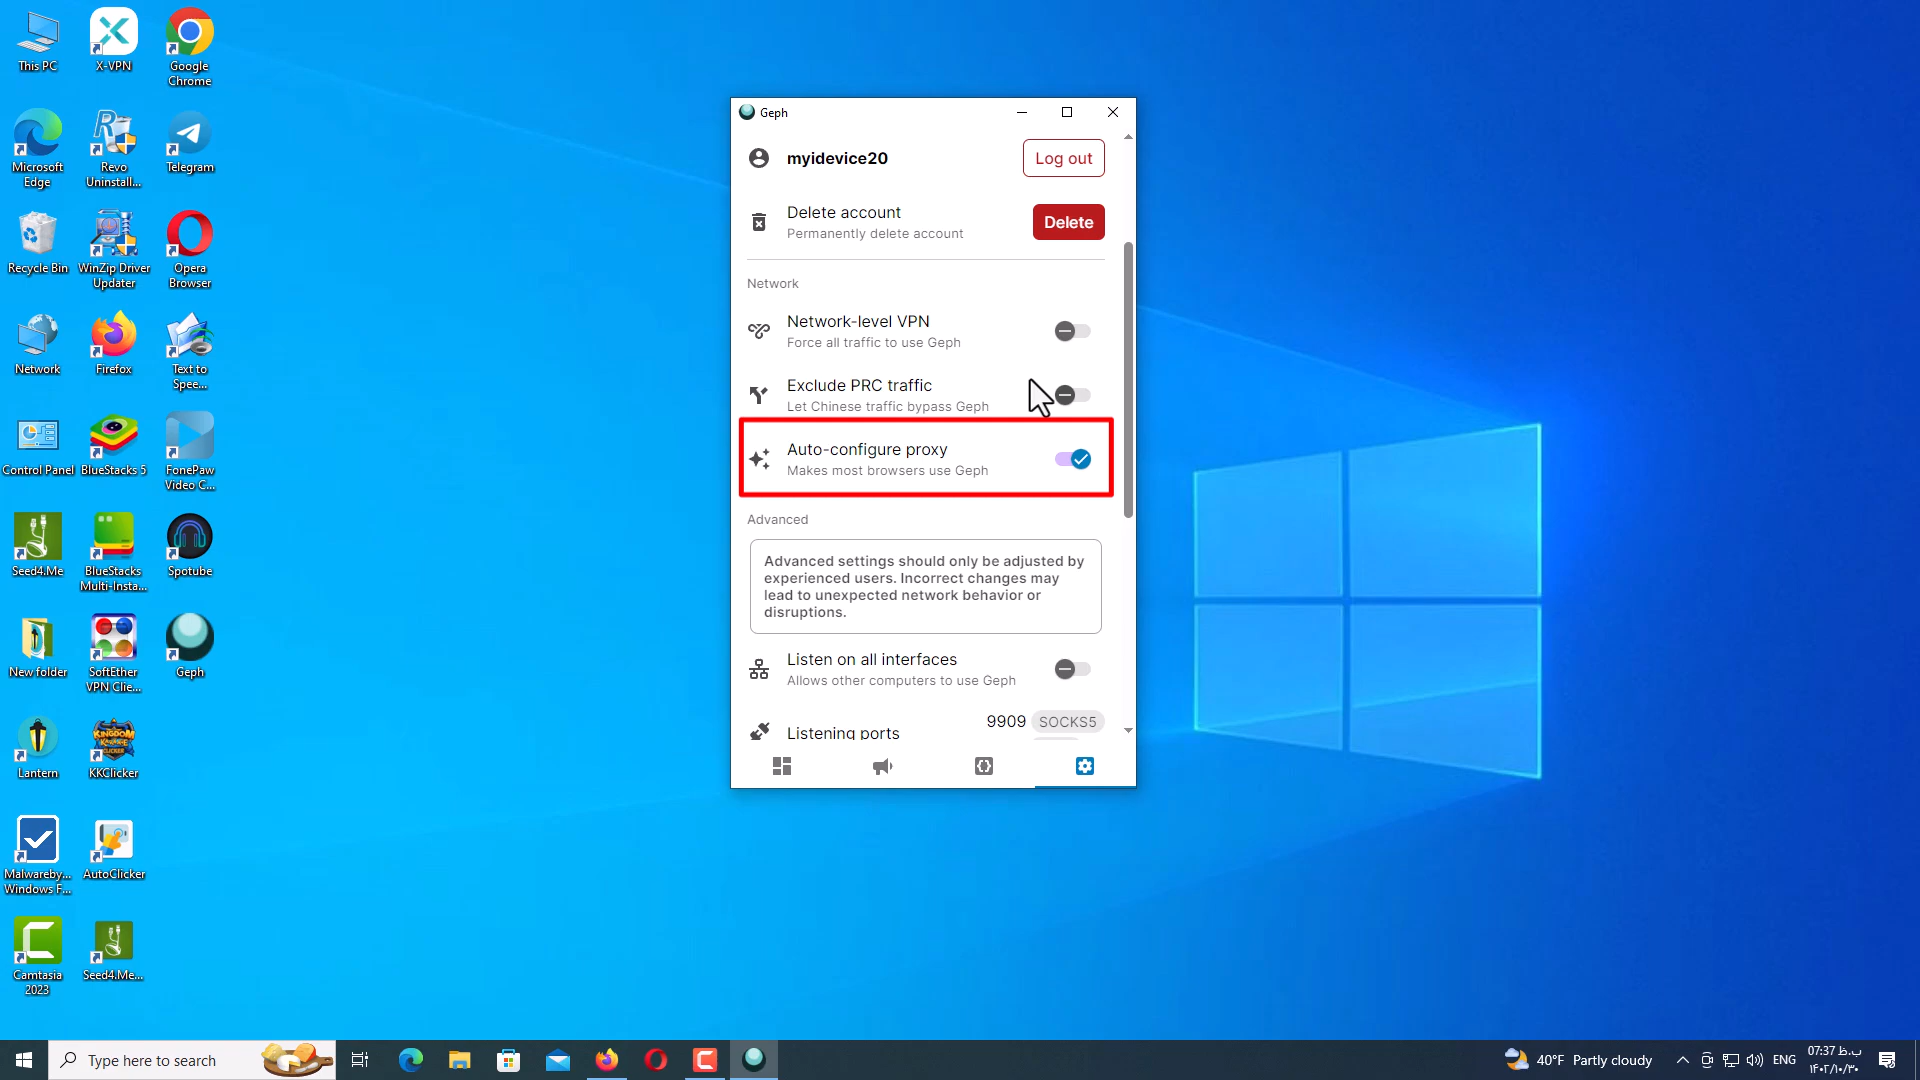 This PC
X-VPN
Google
Chrome
Microsoft
Edge
Revo
Uninstall...
Telegram
Recycle Bin
WinZip Driver
Updater
Opera
Browser
Network
Firefox
Text to
Spee...
Control Panel
BlueStacks 5
FonePaw
Video C...
Seed4.Me
BlueStacks
Multi-Insta...
Spotube
New folder
SoftEther
VPN Clie...
Geph
Lantern
KKClicker
Malwareby...
Windows F...
AutoClicker
Camtasia
2023
Seed4.Me...
Geph
myidevice20
Log out
Delete account
Permanently delete account
Delete
Network
Network-level VPN
Force all traffic to use Geph
Exclude PRC traffic
Let Chinese traffic bypass Geph
Auto-configure proxy
Makes most browsers use Geph
Advanced
Advanced settings should only be adjusted by
experienced users. Incorrect changes may
lead to unexpected network behavior or
disruptions.
Listen on all interfaces
Allows other computers to use Geph
Listening ports
9909 SOCKS5
Type here to search
40°F Partly cloudy
ENG
07:37 ب.ظ
۱۴۰۲/۱۰/۳۰